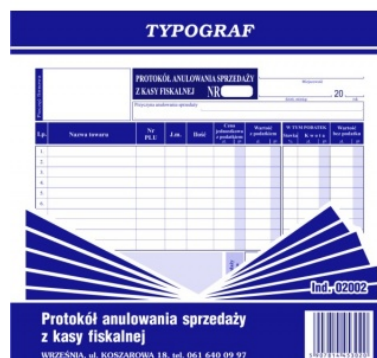 TYPOGRAF
PROTOKÓŁ ANULOWANIA SPRZEDAŻY
Z KASY FISKALNEJ NR
20
Przyczyna anulowania sprzedaży
Lp. Nazwa towaru Nr PLU J.m. Ilość Cena jednostkowa z podatkiem Wartość z podatkiem W TYM PODATEK Stawka Kwota Wartość bez podatku
1.
2.
3.
4.
5.
6.
Ind. 02002
Protokół anulowania sprzedaży
z kasy fiskalnej
WRZEŚNIA, ul. KOSZAROWA 18, tel. 061 640 09 97